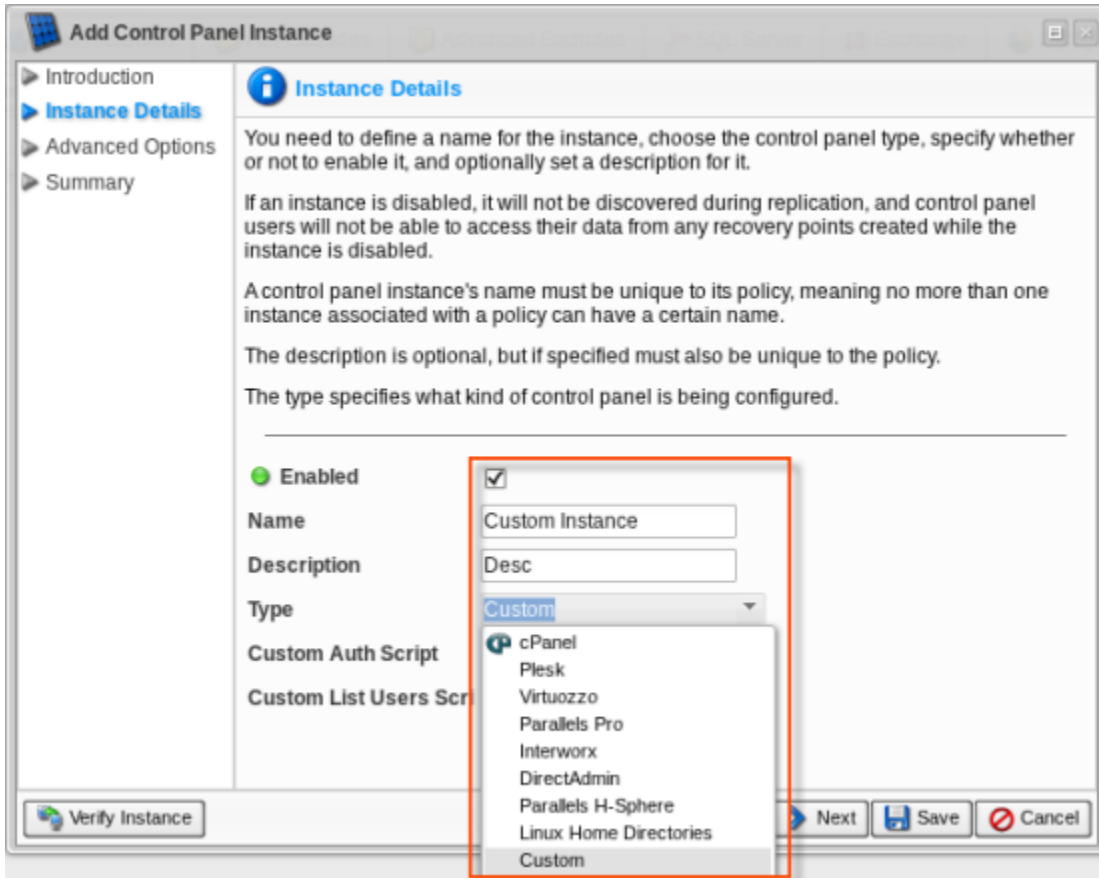 Add Control Panel Instance
Introduction
Instance Details
Advanced Options
Summary
Instance Details
You need to define a name for the instance, choose the control panel type, specify whether
or not to enable it, and optionally set a description for it.
If an instance is disabled, it will not be discovered during replication, and control panel
users will not be able to access their data from any recovery points created while the
instance is disabled.
A control panel instance's name must be unique to its policy, meaning no more than one
instance associated with a policy can have a certain name.
The description is optional, but if specified must also be unique to the policy.
The type specifies what kind of control panel is being configured.
Enabled
Name Custom Instance
Description Desc
Type Custom
cPanel
Custom Auth Script
Plesk
Custom List Users Scri
Virtuozzo
Parallels Pro
Interworx
DirectAdmin
Parallels H-Sphere
Linux Home Directories
Custom
Verify Instance Next Save Cancel